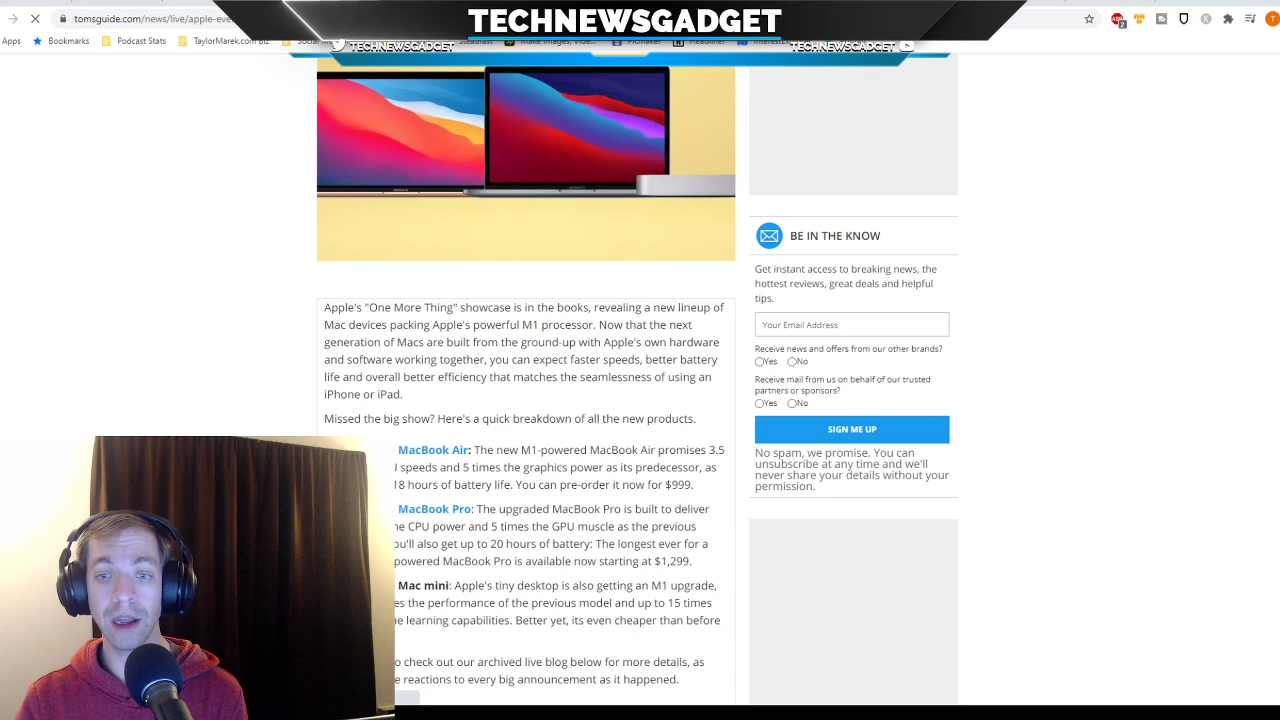 TECHNEWSGADGET
tomsguide.com/news/live/apple-eve
2
T
Apps
Bookmarks
Podcast Stats
TaylorMarek.com Biz
TECHNEWSGADGET
TECHNEWSGADGET
Apple's "One More Thing" showcase is in the books, revealing a new lineup of
Mac devices packing Apple's powerful M1 processor. Now that the next
generation of Macs are built from the ground-up with Apple's own hardware
and software working together, you can expect faster speeds, better battery
life and overall better efficiency that matches the seamlessness of using an
iPhone or iPad.
Missed the big show? Here's a quick breakdown of all the new products.
MacBook Air: The new M1-powered MacBook Air promises 3.5
speeds and 5 times the graphics power as its predecessor, as
18 hours of battery life. You can pre-order it now for $999.
MacBook Pro: The upgraded MacBook Pro is built to deliver
he CPU power and 5 times the GPU muscle as the previous
ou'll also get up to 20 hours of battery: The longest ever for a
powered MacBook Pro is available now starting at $1,299.
Mac mini: Apple's tiny desktop is also getting an M1 upgrade,
es the performance of the previous model and up to 15 times
ne learning capabilities. Better yet, its even cheaper than before
o check out our archived live blog below for more details, as
e reactions to every big announcement as it happened.
BE IN THE KNOW
Get instant access to breaking news, the
hottest reviews, great deals and helpful
tips.
Your Email Address
Receive news and offers from our other brands?
Yes No
Receive mail from us on behalf of our trusted
partners or sponsors?
Yes No
SIGN ME UP
No spam, we promise. You can
unsubscribe at any time and we'll
never share your details without your
permission.